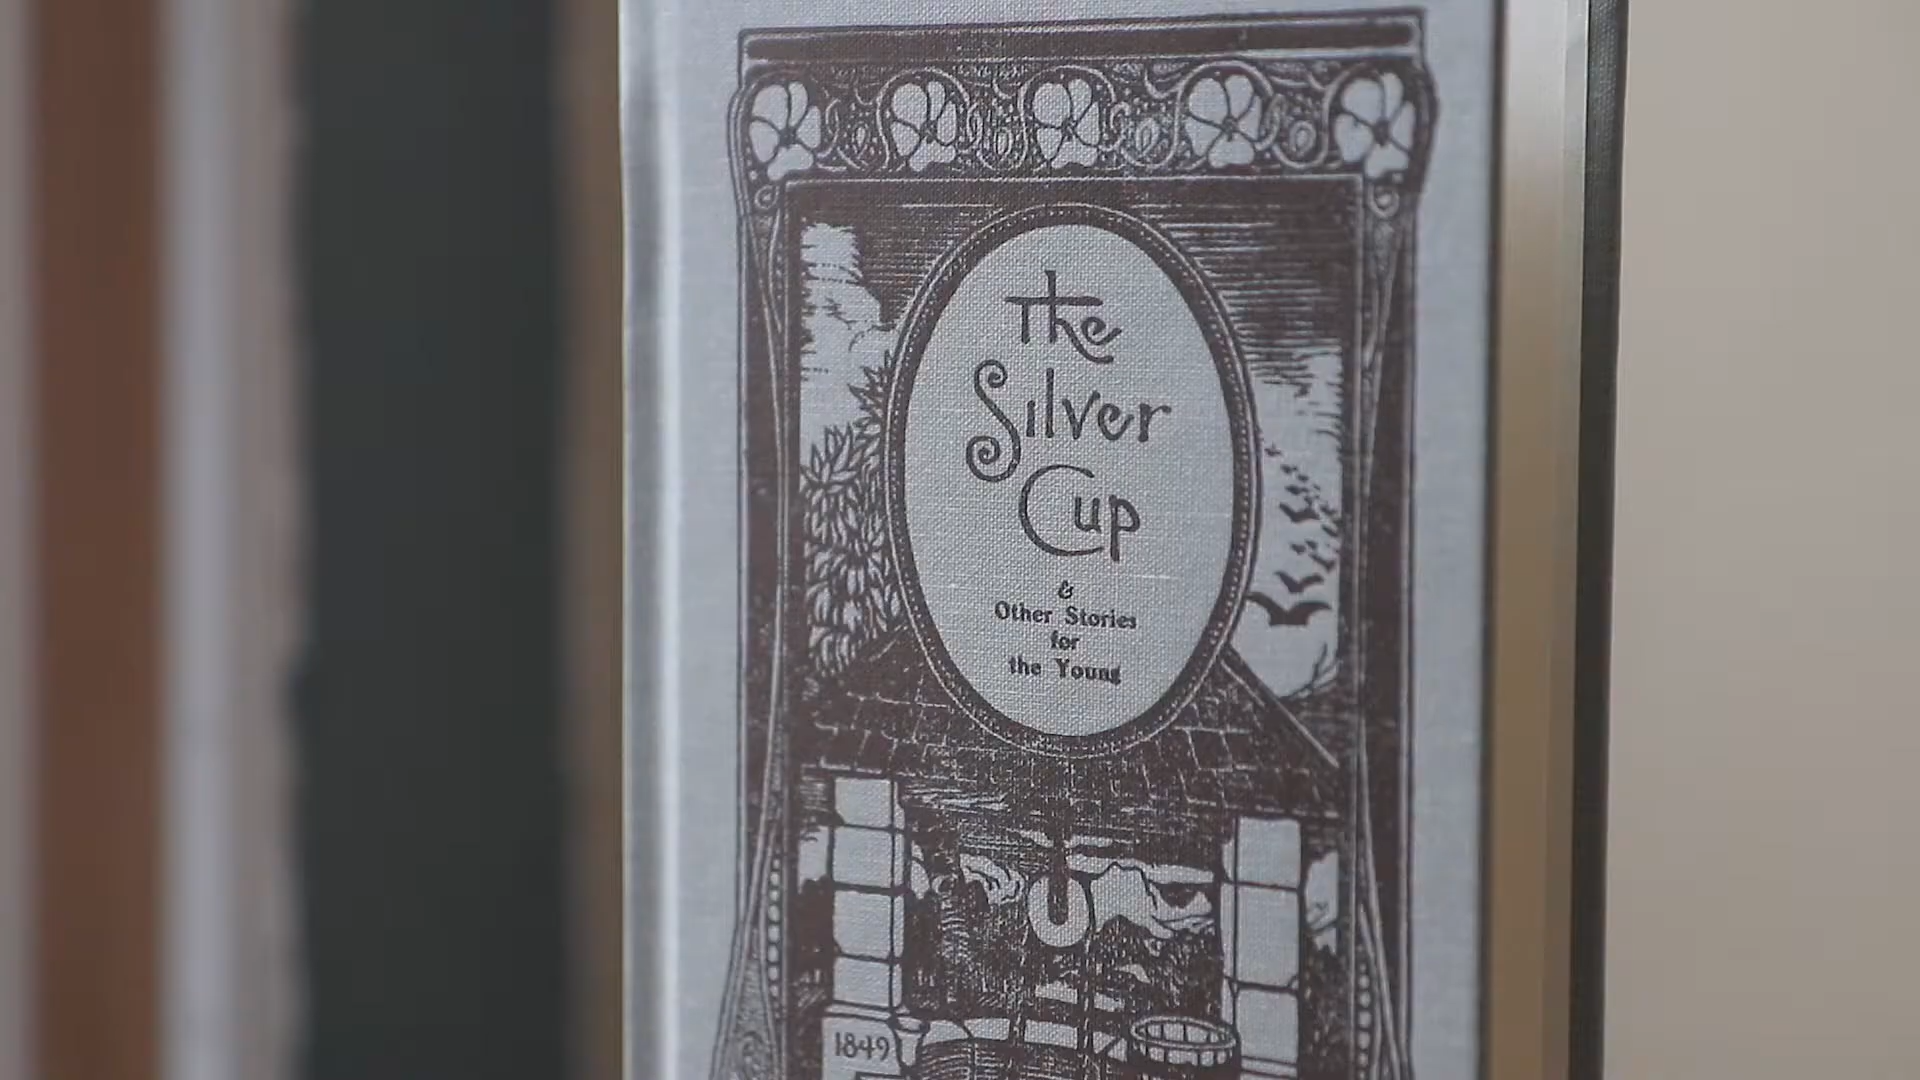 The
Silver
Cup
&
Other Stories
for
the Young
1849